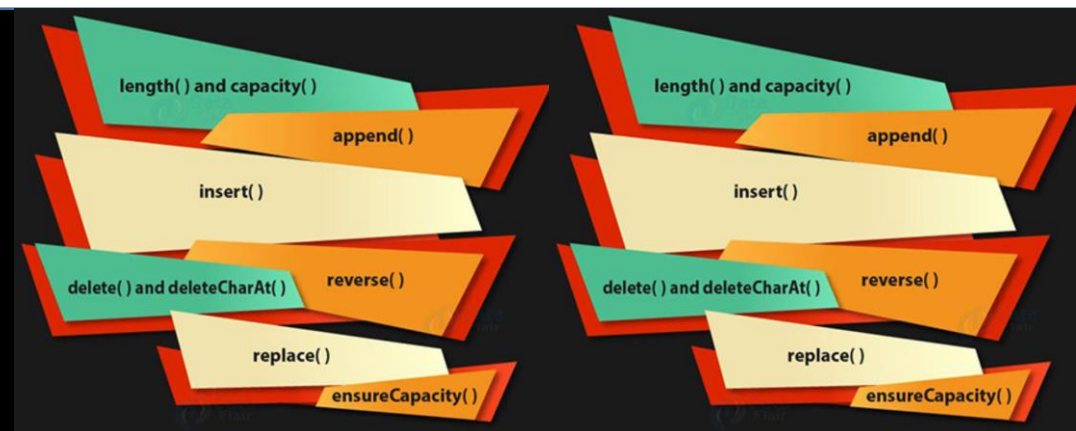 length( ) and capacity( )
append( )
insert( )
reverse( )
delete( ) and deleteCharAt( )
replace( )
ensureCapacity( )
length( ) and capacity( )
append( )
insert( )
reverse( )
delete( ) and deleteCharAt( )
replace( )
ensureCapacity( )